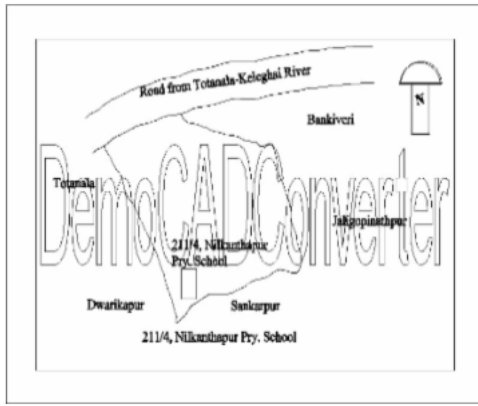 Road from Totanala-Keleghai River
N
Bankiveri
DemoCADConverter
Totanala
Jaligopinathpur
211/4, Nilkanthapur
Pry. School
Dwarikapur
Sankarpur
211/4, Nilkanthapur Pry. School